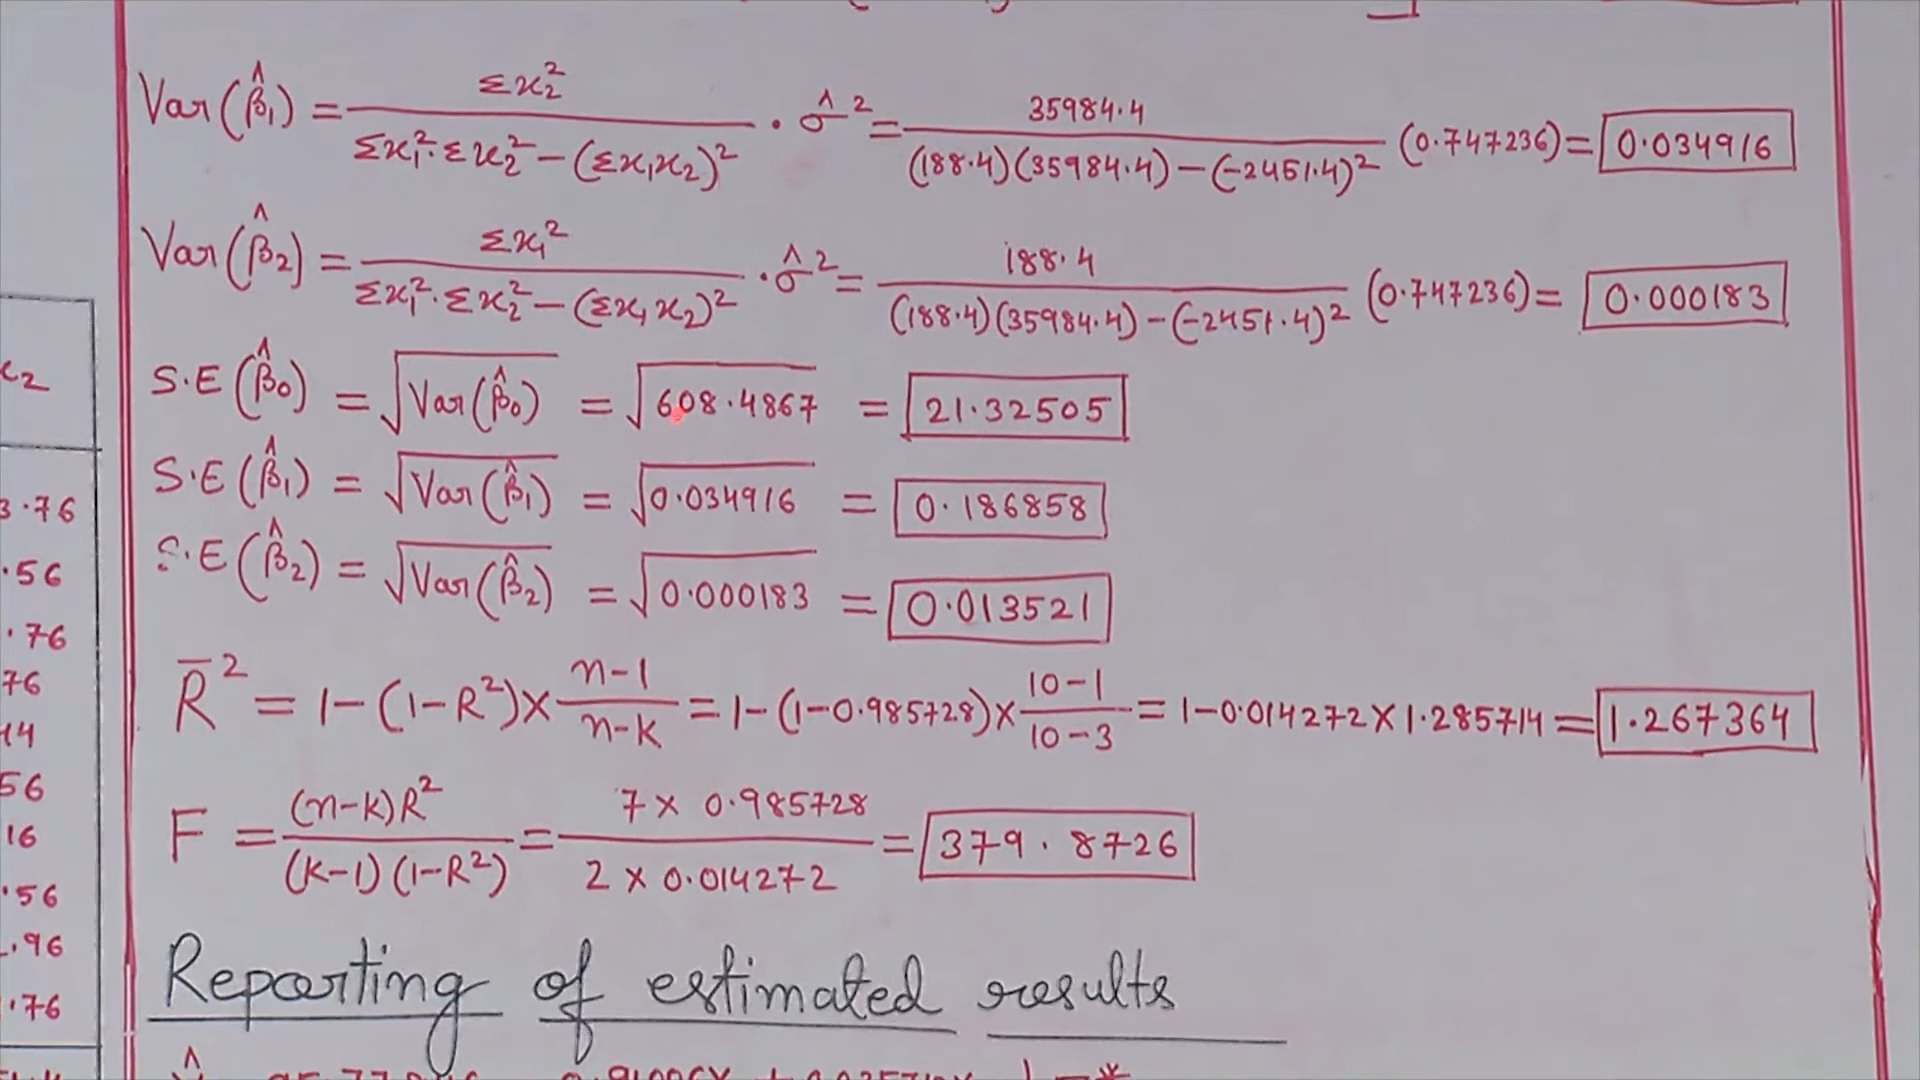 Var(β̂₁) = Σx₂² / (Σx₁²·Σx₂² − (Σx₁x₂)²) · σ̂² = 35984.4 / ((188.4)(35984.4) − (−2451.4)²) (0.747236) = 0.034916
Var(β̂₂) = Σx₁² / (Σx₁²·Σx₂² − (Σx₁x₂)²) · σ̂² = 188.4 / ((188.4)(35984.4) − (−2451.4)²) (0.747236) = 0.000183
x₂
S.E(β̂₀) = √Var(β̂₀) = √608.4867 = 21.32505
3.76
S.E(β̂₁) = √Var(β̂₁) = √0.034916 = 0.186858
.56
S.E(β̂₂) = √Var(β̂₂) = √0.000183 = 0.013521
.76
76
R̄² = 1 − (1−R²) × (n−1)/(n−k) = 1 − (1−0.985728) × (10−1)/(10−3) = 1 − 0.014272 × 1.285714 = 1.267364
14
56
16
F = (n−k)R² / ((k−1)(1−R²)) = 7 × 0.985728 / (2 × 0.014272) = 379.8726
.56
.96
.76
Reporting of estimated results